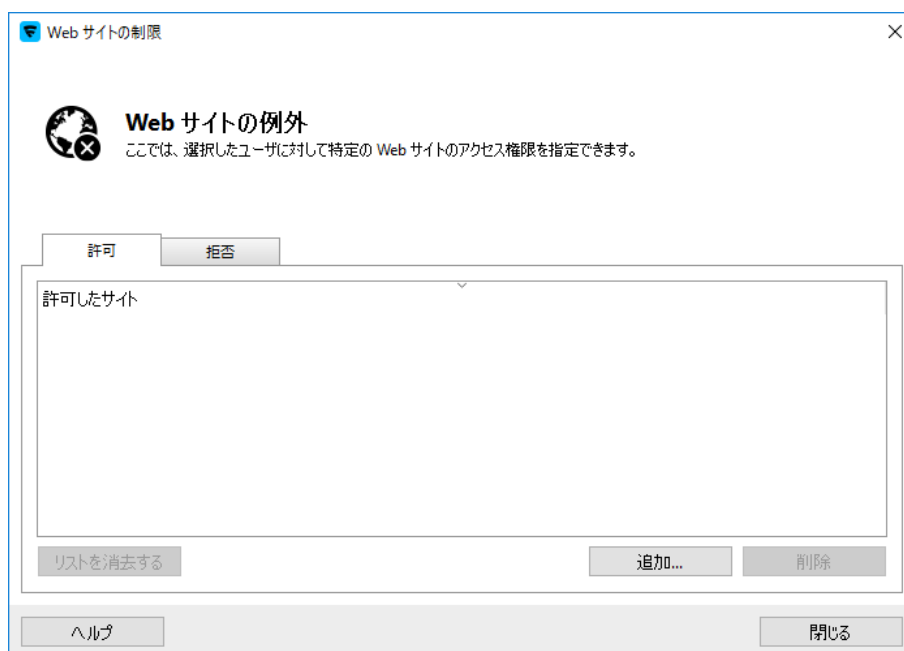 Web サイトの制限
Web サイトの例外
ここでは、選択したユーザに対して特定の Web サイトのアクセス権限を指定できます。
許可
拒否
許可したサイト
リストを消去する
追加...
削除
ヘルプ
閉じる